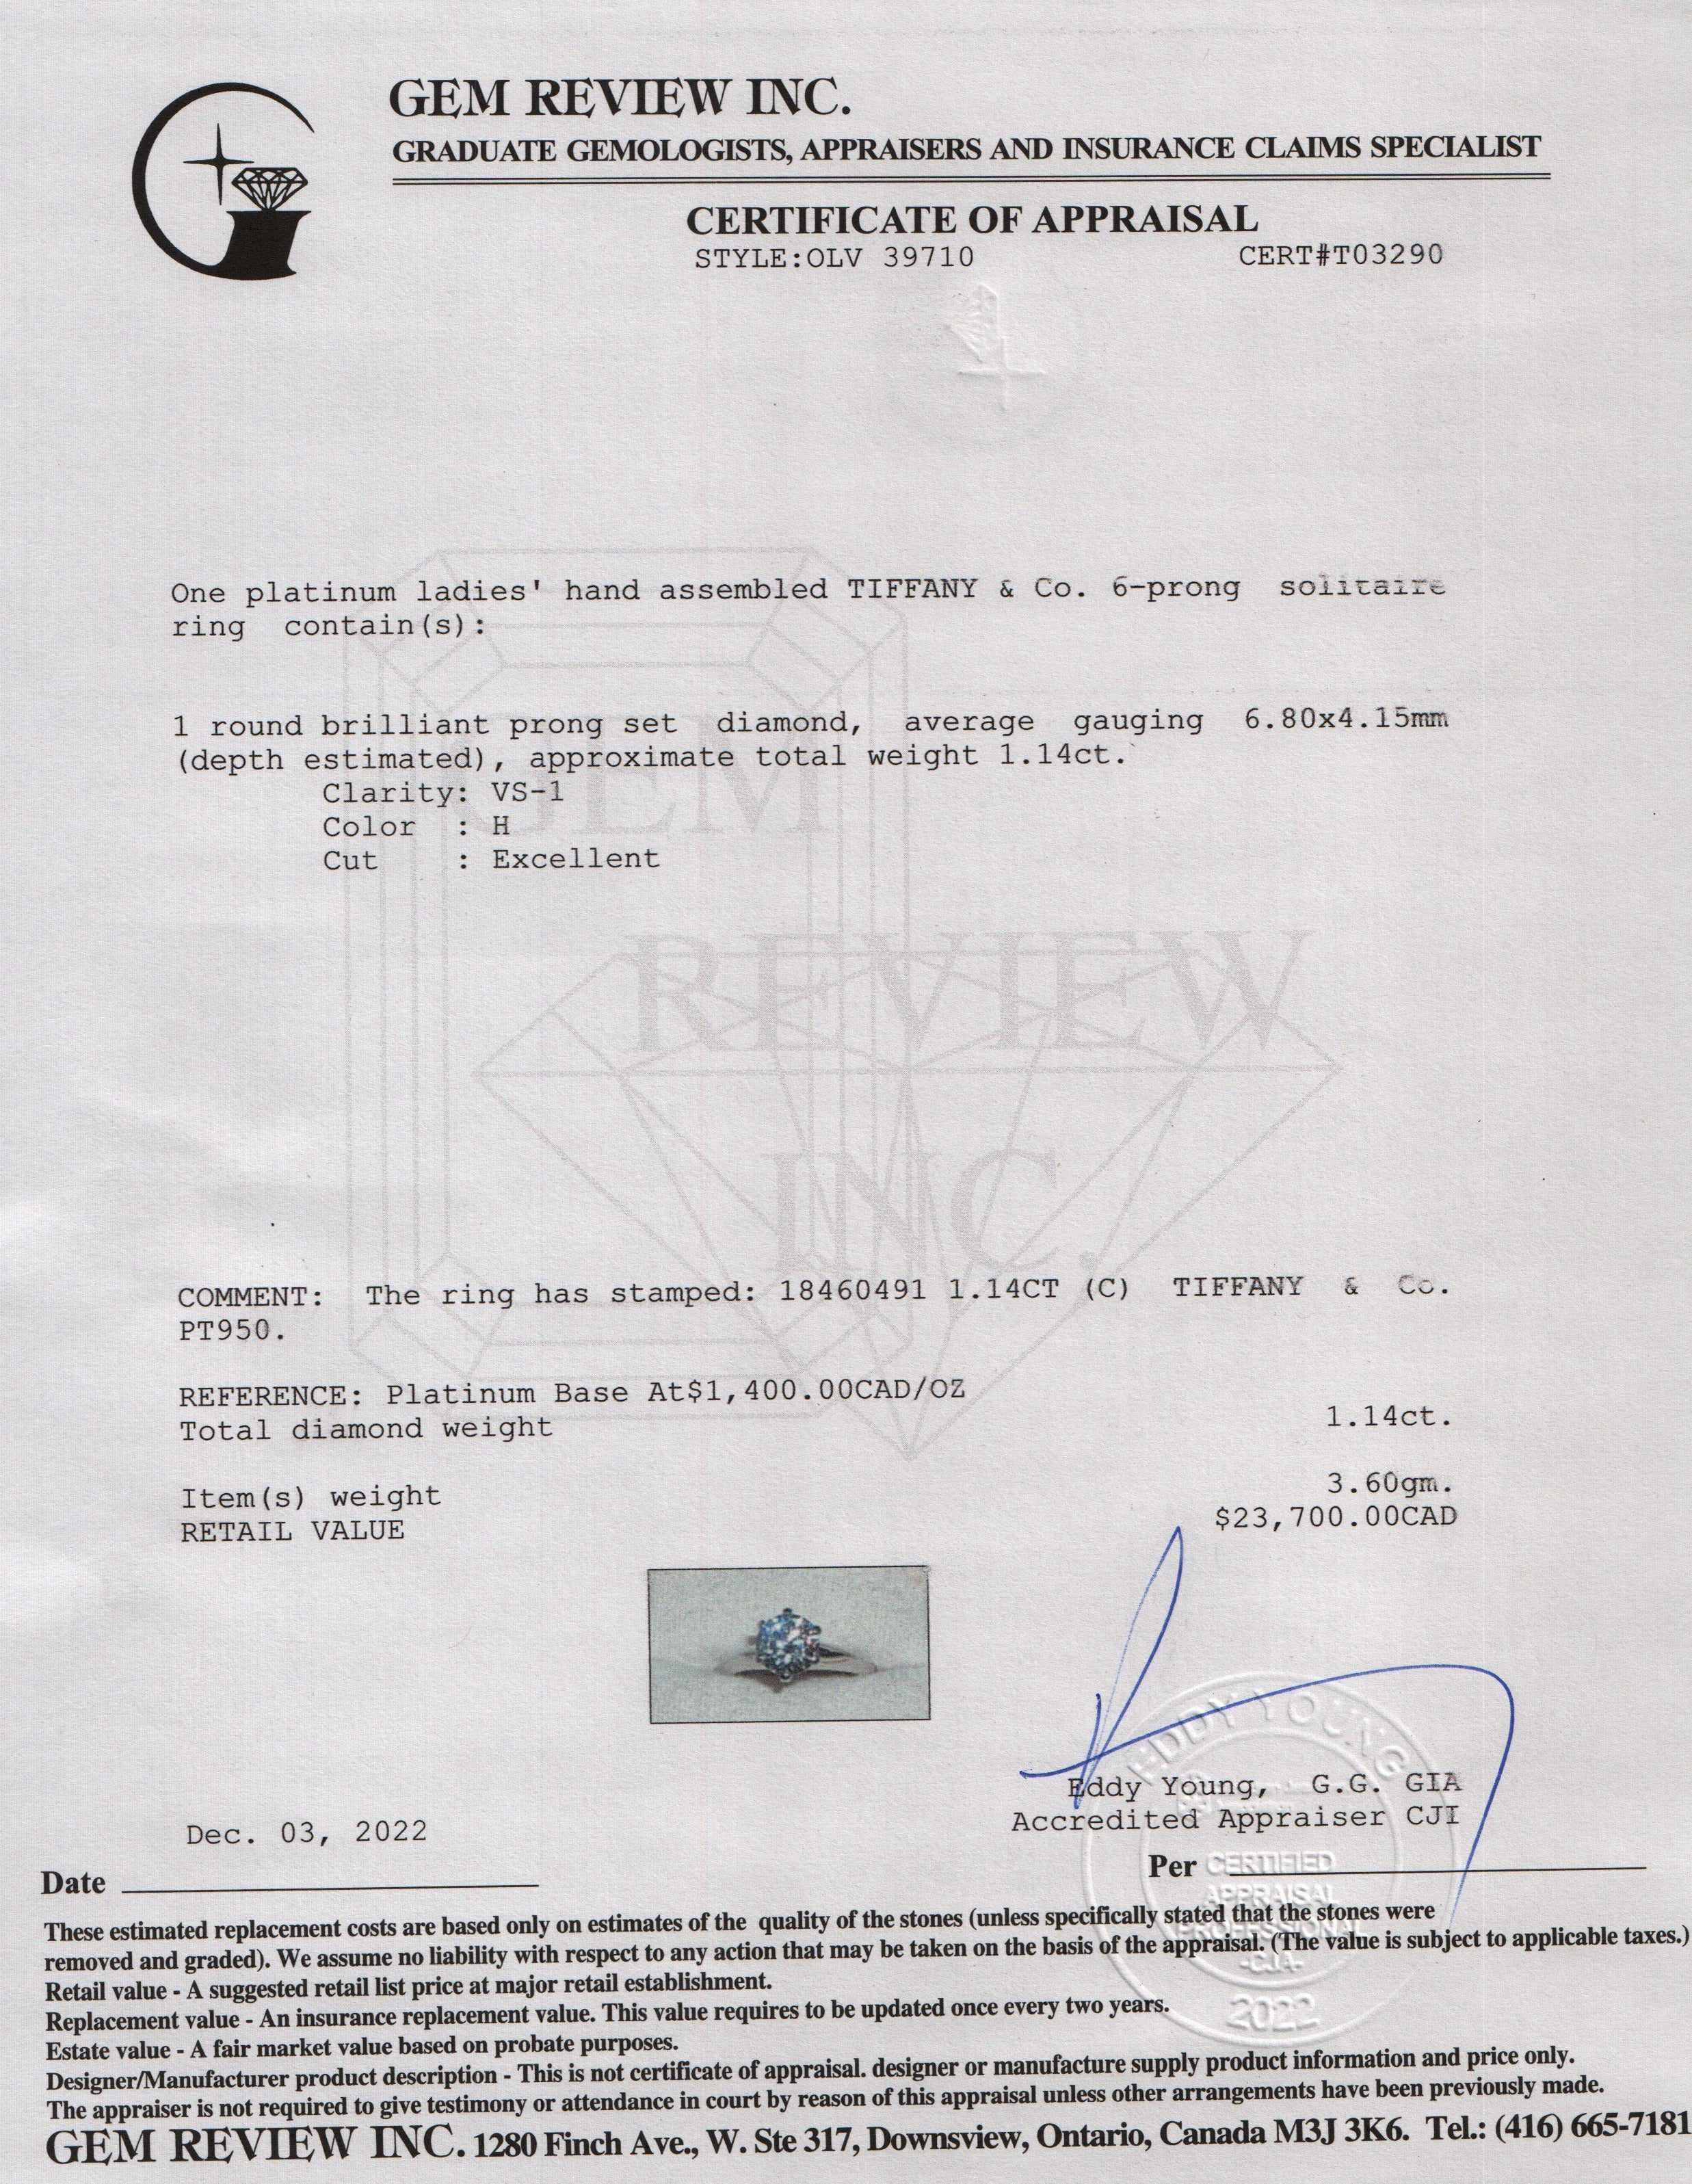 GEM REVIEW INC.
GRADUATE GEMOLOGISTS, APPRAISERS AND INSURANCE CLAIMS SPECIALIST
CERTIFICATE OF APPRAISAL
STYLE:OLV 39710 CERT#T03290
One platinum ladies' hand assembled TIFFANY & Co. 6-prong solitaire
ring contain(s):
1 round brilliant prong set diamond, average gauging 6.80x4.15mm
(depth estimated), approximate total weight 1.14ct.
Clarity: VS-1
Color : H
Cut : Excellent
GEM
REVIEW
INC.
COMMENT: The ring has stamped: 18460491 1.14CT (C) TIFFANY & Co.
PT950.
REFERENCE: Platinum Base At$1,400.00CAD/OZ
Total diamond weight 1.14ct.
Item(s) weight 3.60gm.
RETAIL VALUE $23,700.00CAD
EDDY YOUNG
Eddy Young, G.G. GIA
Accredited Appraiser CJI
Dec. 03, 2022
Date
Per
CERTIFIED
APPRAISAL
PROFESSIONAL
-CJA-
2022
These estimated replacement costs are based only on estimates of the quality of the stones (unless specifically stated that the stones were
removed and graded). We assume no liability with respect to any action that may be taken on the basis of the appraisal. (The value is subject to applicable taxes.)
Retail value - A suggested retail list price at major retail establishment.
Replacement value - An insurance replacement value. This value requires to be updated once every two years.
Estate value - A fair market value based on probate purposes.
Designer/Manufacturer product description - This is not certificate of appraisal. designer or manufacture supply product information and price only.
The appraiser is not required to give testimony or attendance in court by reason of this appraisal unless other arrangements have been previously made.
GEM REVIEW INC. 1280 Finch Ave., W. Ste 317, Downsview, Ontario, Canada M3J 3K6. Tel.: (416) 665-7181